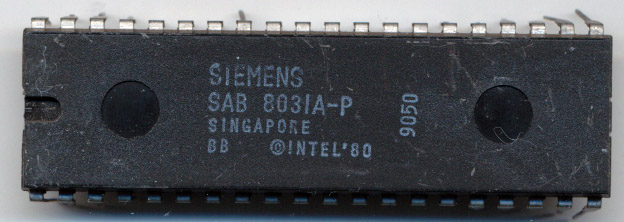 SIEMENS
SAB 8031A-P
SINGAPORE
BB ©INTEL'80
9050